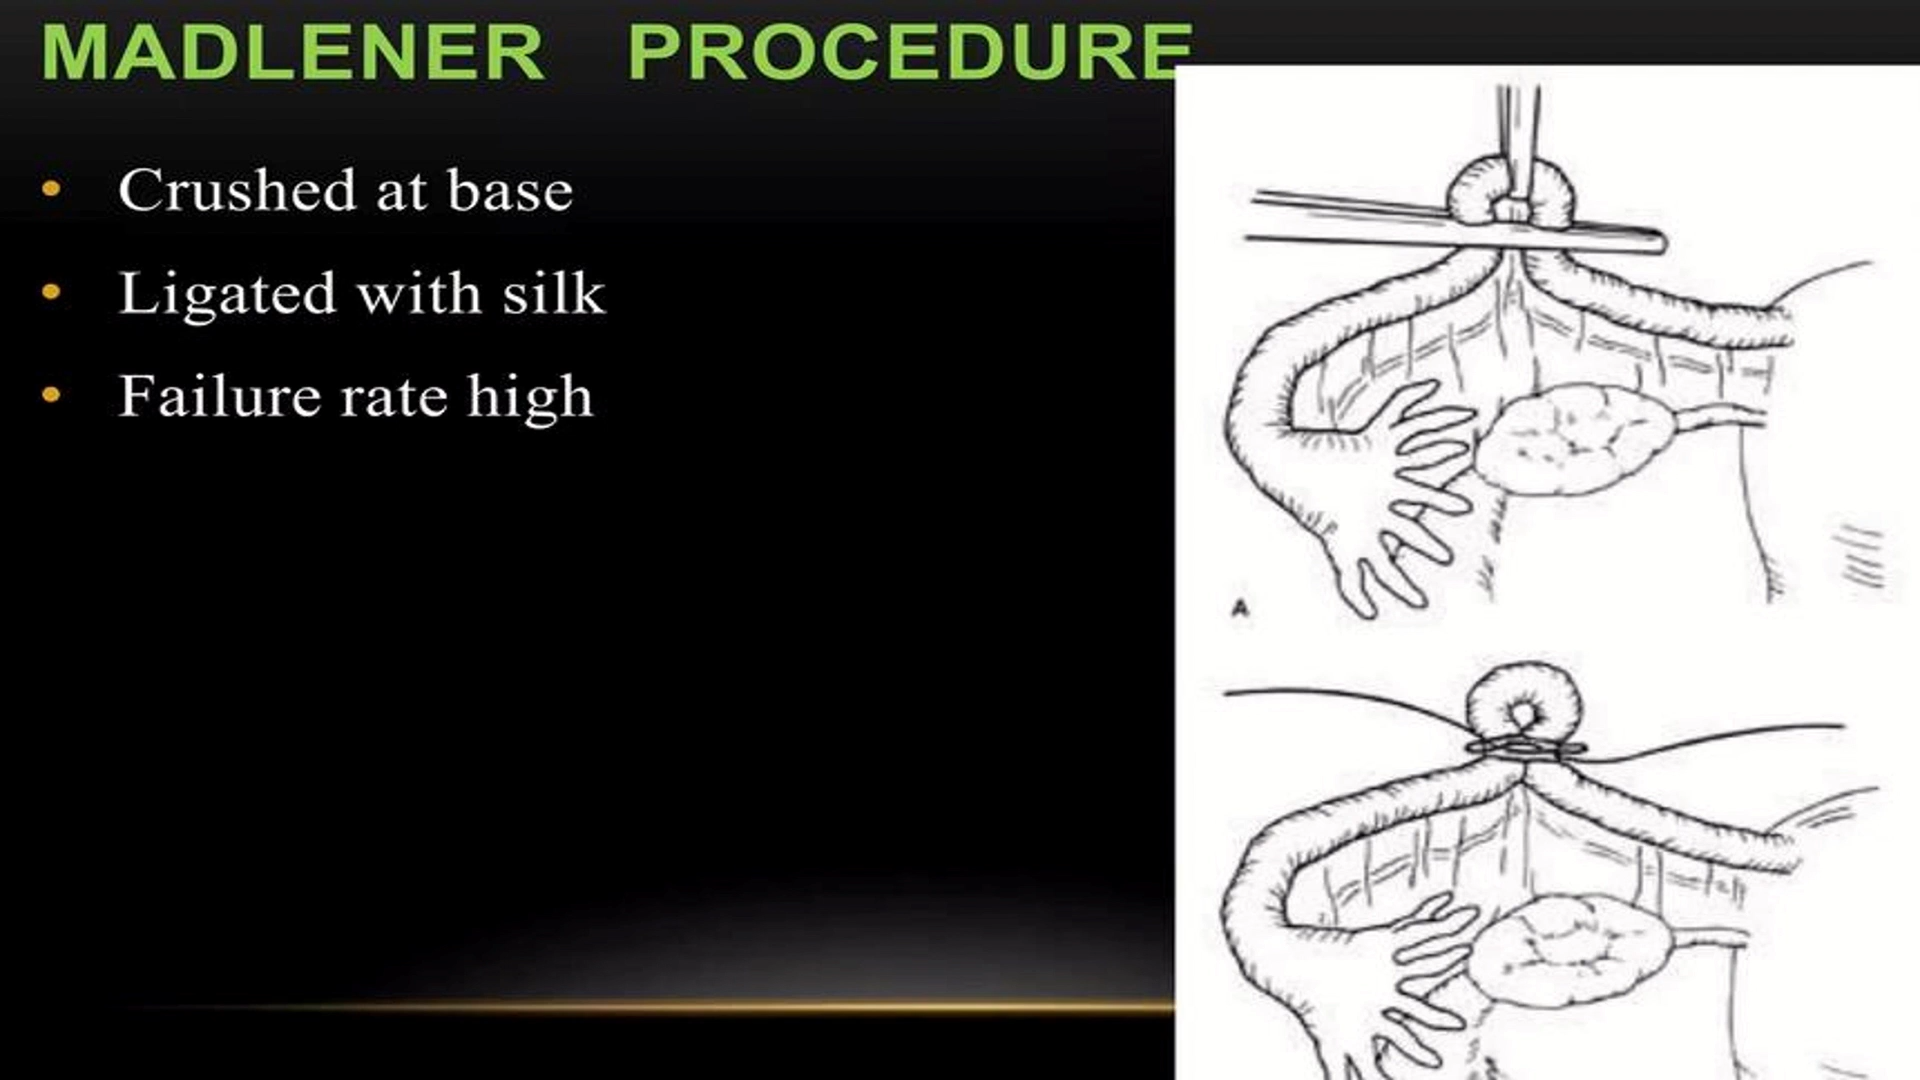 MADLENER PROCEDURE
• Crushed at base
• Ligated with silk
• Failure rate high
A